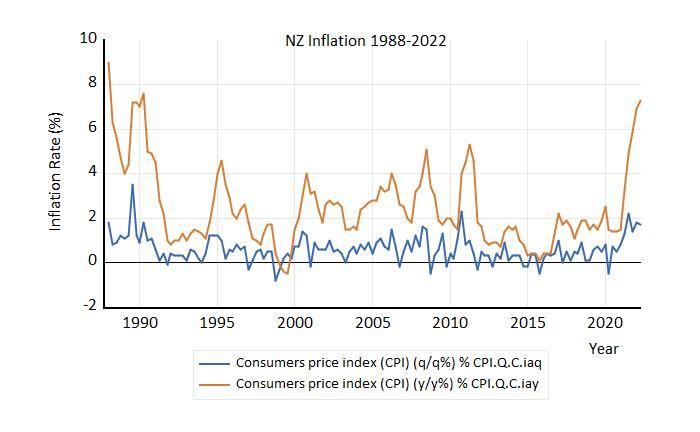 NZ Inflation 1988-2022
Inflation Rate (%)
10
8
6
4
2
0
-2
1990 1995 2000 2005 2010 2015 2020
Year
Consumers price index (CPI) (q/q%) % CPI.Q.C.iaq
Consumers price index (CPI) (y/y%) % CPI.Q.C.iay